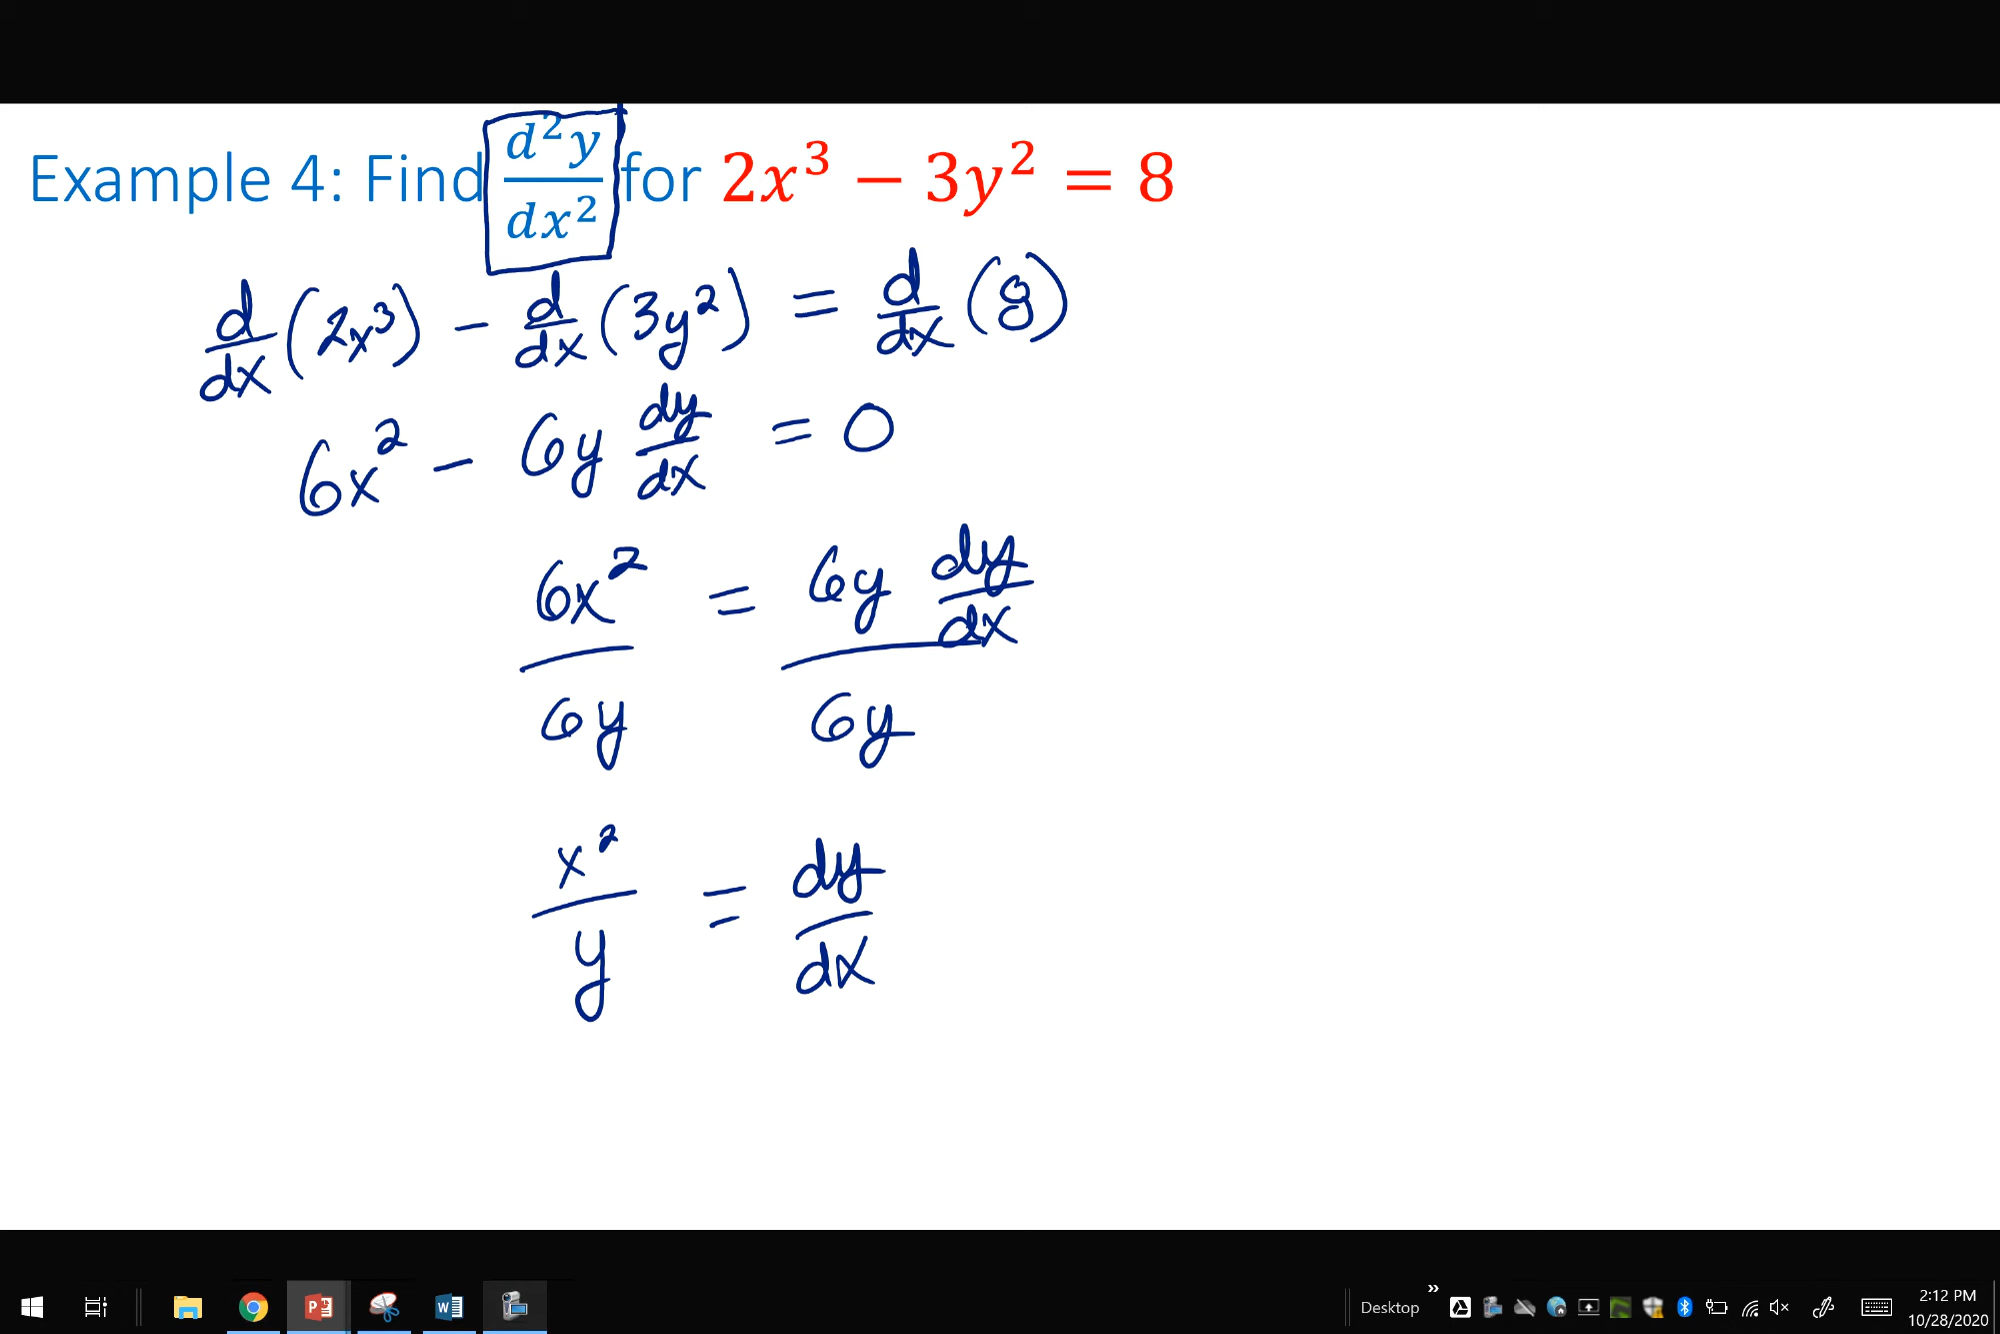 Example 4: Find d²y/dx² for 2x³ − 3y² = 8
d/dx (2x³) − d/dx (3y²) = d/dx (8)
6x² − 6y dy/dx = 0
6x²/6y = 6y dy/dx / 6y
x²/y = dy/dx
Desktop
2:12 PM
10/28/2020